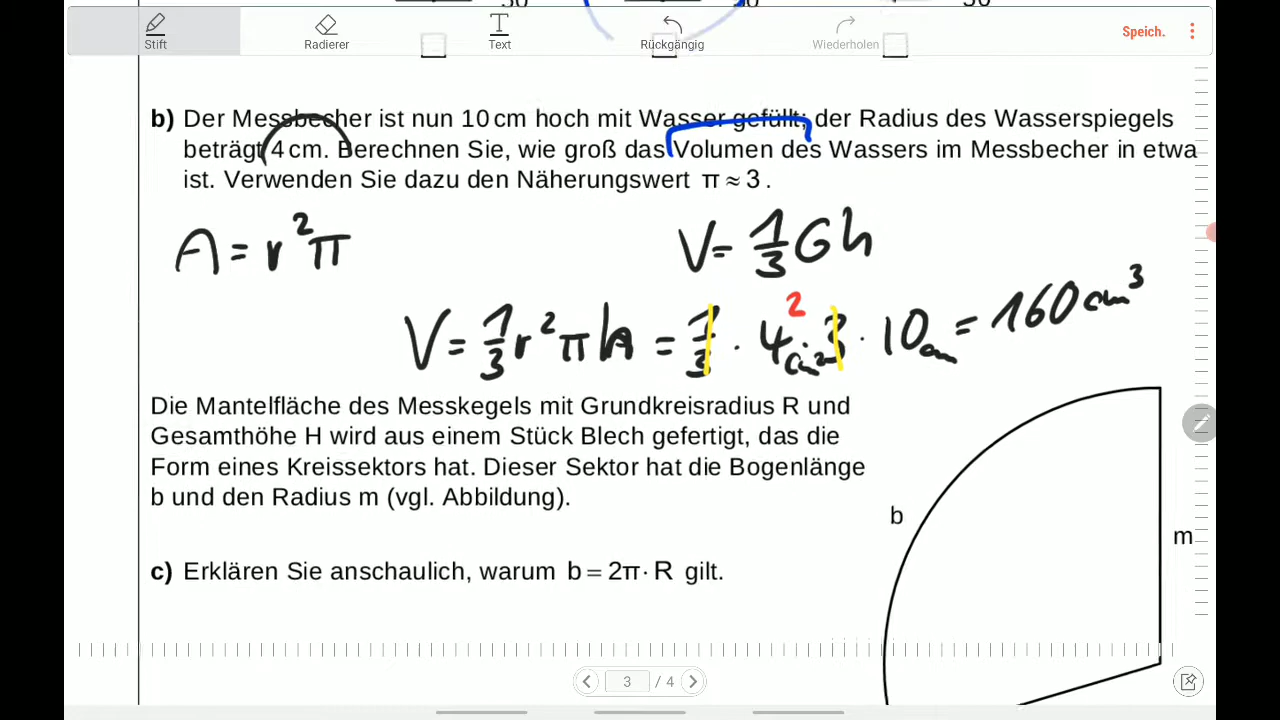 Stift
Radierer
Text
Rückgängig
Wiederholen
Speich.
b) Der Messbecher ist nun 10 cm hoch mit Wasser gefüllt, der Radius des Wasserspiegels
beträgt 4 cm. Berechnen Sie, wie groß das Volumen des Wassers im Messbecher in etwa
ist. Verwenden Sie dazu den Näherungswert π ≈ 3 .
A = r²π
V = 1/3 G h
V = 1/3 r² π h = 1/3 · 4² cm² · 3 · 10 cm = 160 cm³
Die Mantelfläche des Messkegels mit Grundkreisradius R und
Gesamthöhe H wird aus einem Stück Blech gefertigt, das die
Form eines Kreissektors hat. Dieser Sektor hat die Bogenlänge
b und den Radius m (vgl. Abbildung).
b
m
c) Erklären Sie anschaulich, warum b = 2π · R gilt.
3 / 4